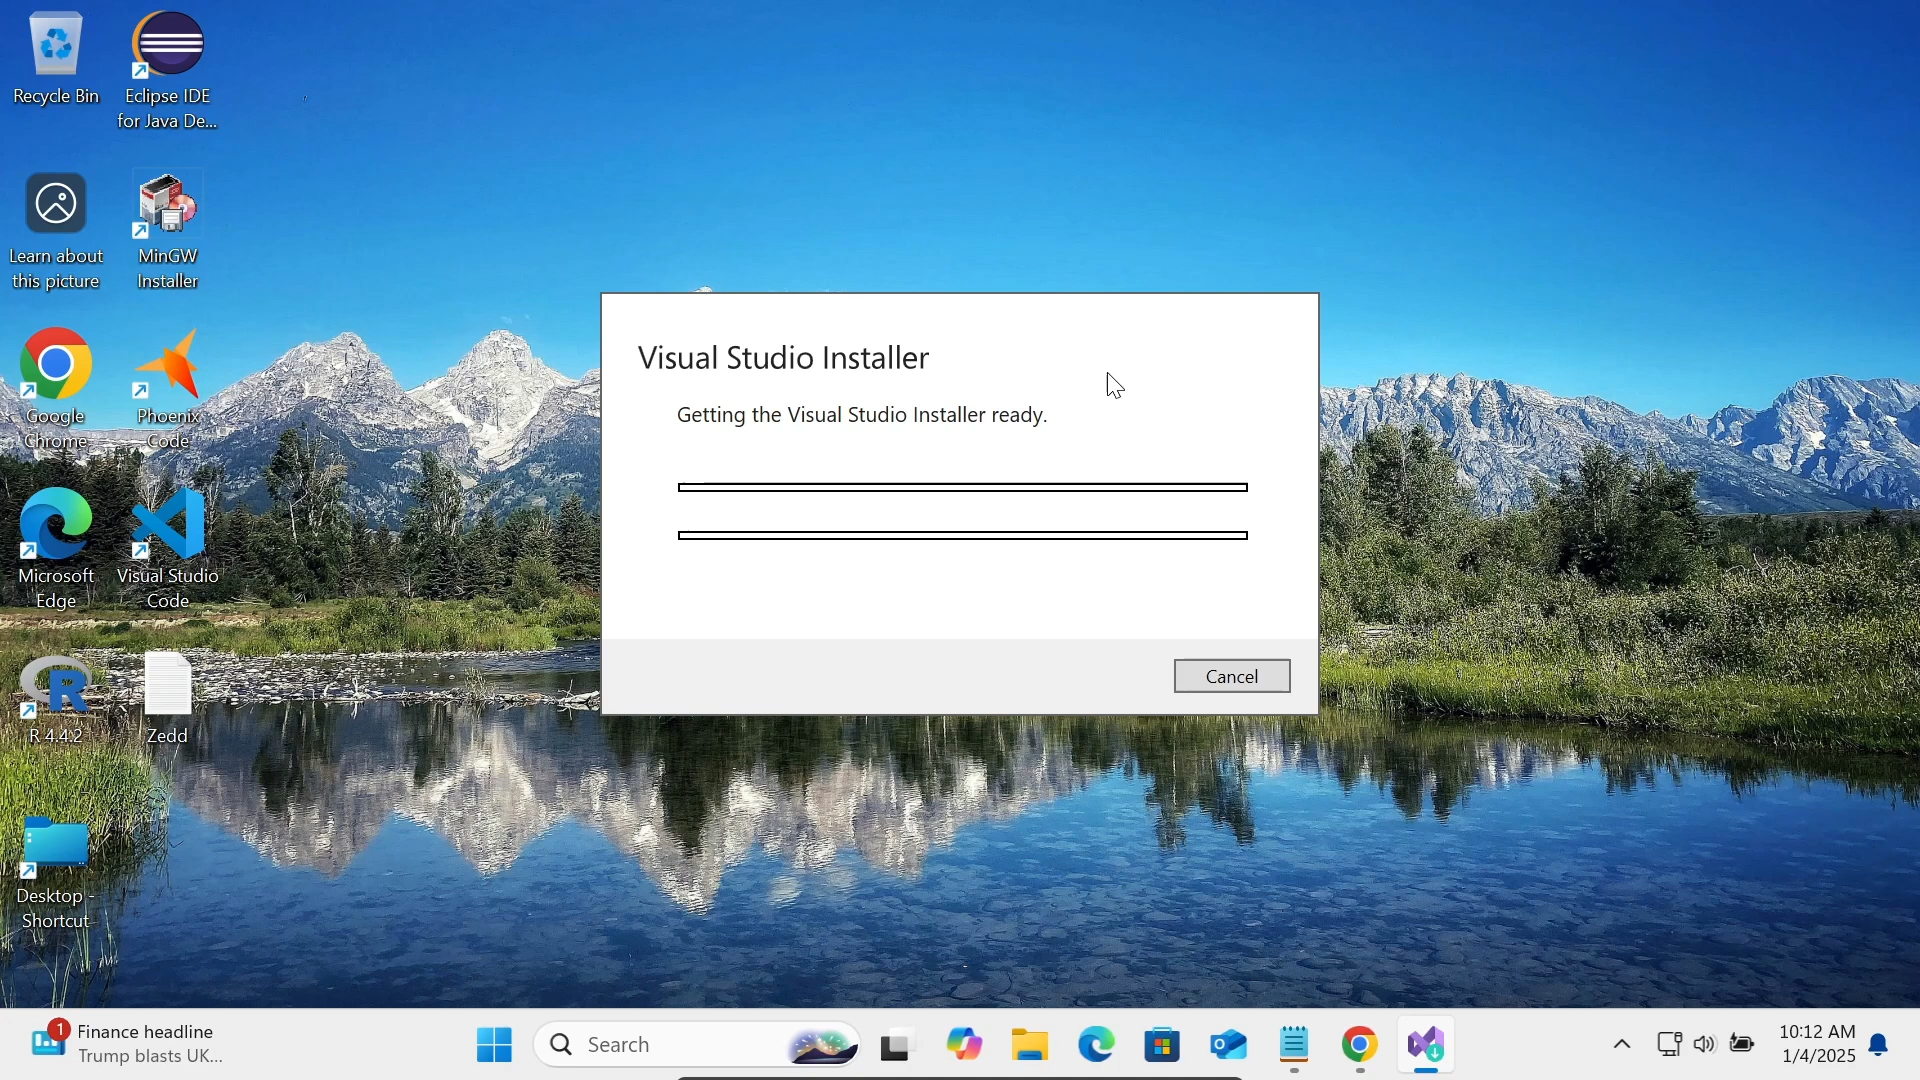 Recycle Bin
Eclipse IDE
for Java De...
Learn about
this picture
MinGW
Installer
Google
Chrome
Phoenix
Code
Microsoft
Edge
Visual Studio
Code
R 4.4.2
Zedd
Desktop -
Shortcut
Visual Studio Installer
Getting the Visual Studio Installer ready.
Cancel
1
Finance headline
Trump blasts UK...
Search
10:12 AM
1/4/2025